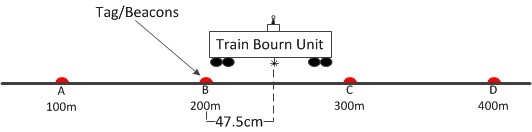 Tag/Beacons
Train Bourn Unit
A B C D
100m 200m 300m 400m
47.5cm